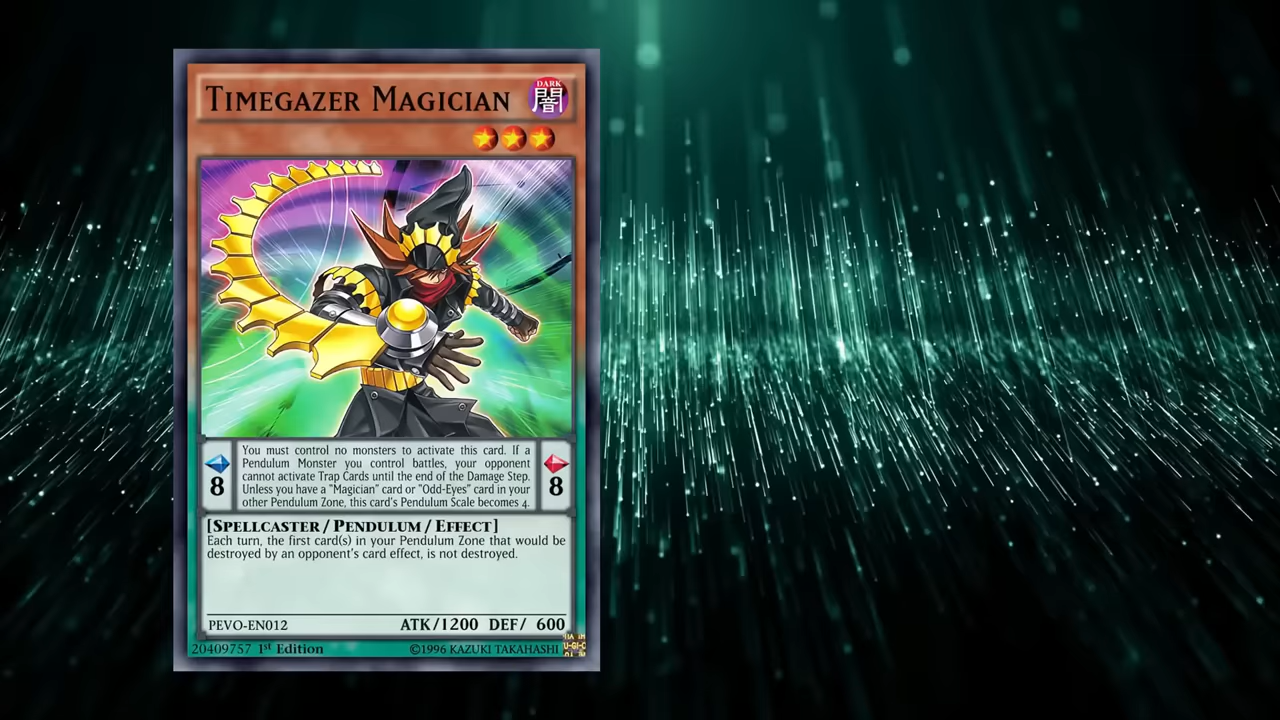 TIMEGAZER MAGICIAN
DARK
闇
You must control no monsters to activate this card. If a
Pendulum Monster you control battles, your opponent
cannot activate Trap Cards until the end of the Damage Step.
Unless you have a "Magician" card or "Odd-Eyes" card in your
other Pendulum Zone, this card's Pendulum Scale becomes 4.
8
8
[SPELLCASTER / PENDULUM / EFFECT]
Each turn, the first card(s) in your Pendulum Zone that would be
destroyed by an opponent's card effect, is not destroyed.
PEVO-EN012 ATK/1200 DEF/ 600
20409757 1st Edition ©1996 KAZUKI TAKAHASHI